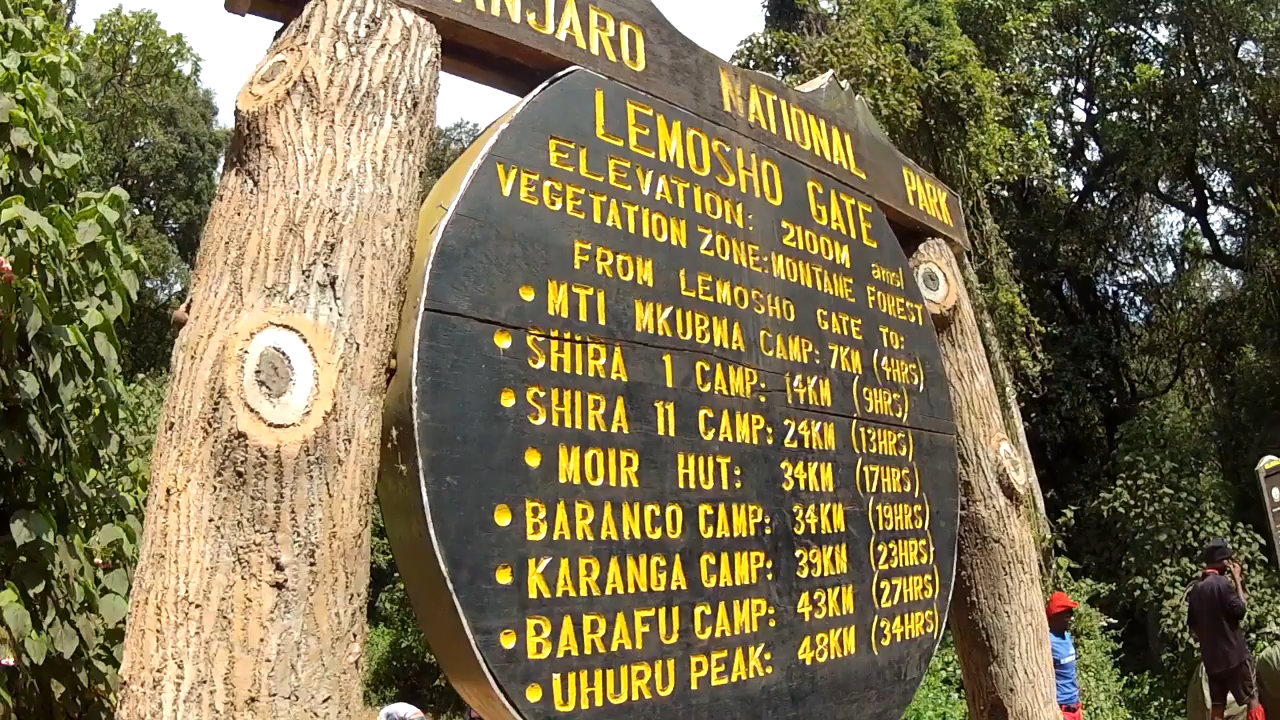 ANJARO NATIONAL PARK
LEMOSHO GATE
ELEVATION: 2100M amsl
VEGETATION ZONE: MONTANE FOREST
FROM LEMOSHO GATE TO:
• MTI MKUBWA CAMP: 7KM (4HRS)
• SHIRA 1 CAMP: 14KM (9HRS)
• SHIRA 11 CAMP: 24KM (13HRS)
• MOIR HUT: 34KM (17HRS)
• BARANCO CAMP: 34KM (19HRS)
• KARANGA CAMP: 39KM (23HRS)
• BARAFU CAMP: 43KM (27HRS)
• UHURU PEAK: 48KM (34HRS)